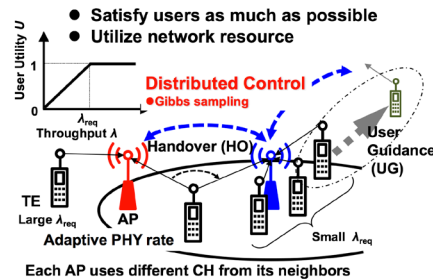 ● Satisfy users as much as possible
● Utilize network resource
User Utility U
1
0
λreq
Throughput λ
Distributed Control
●Gibbs sampling
Handover (HO)
User
Guidance
(UG)
TE
Large λreq
AP
Adaptive PHY rate
Small λreq
Each AP uses different CH from its neighbors